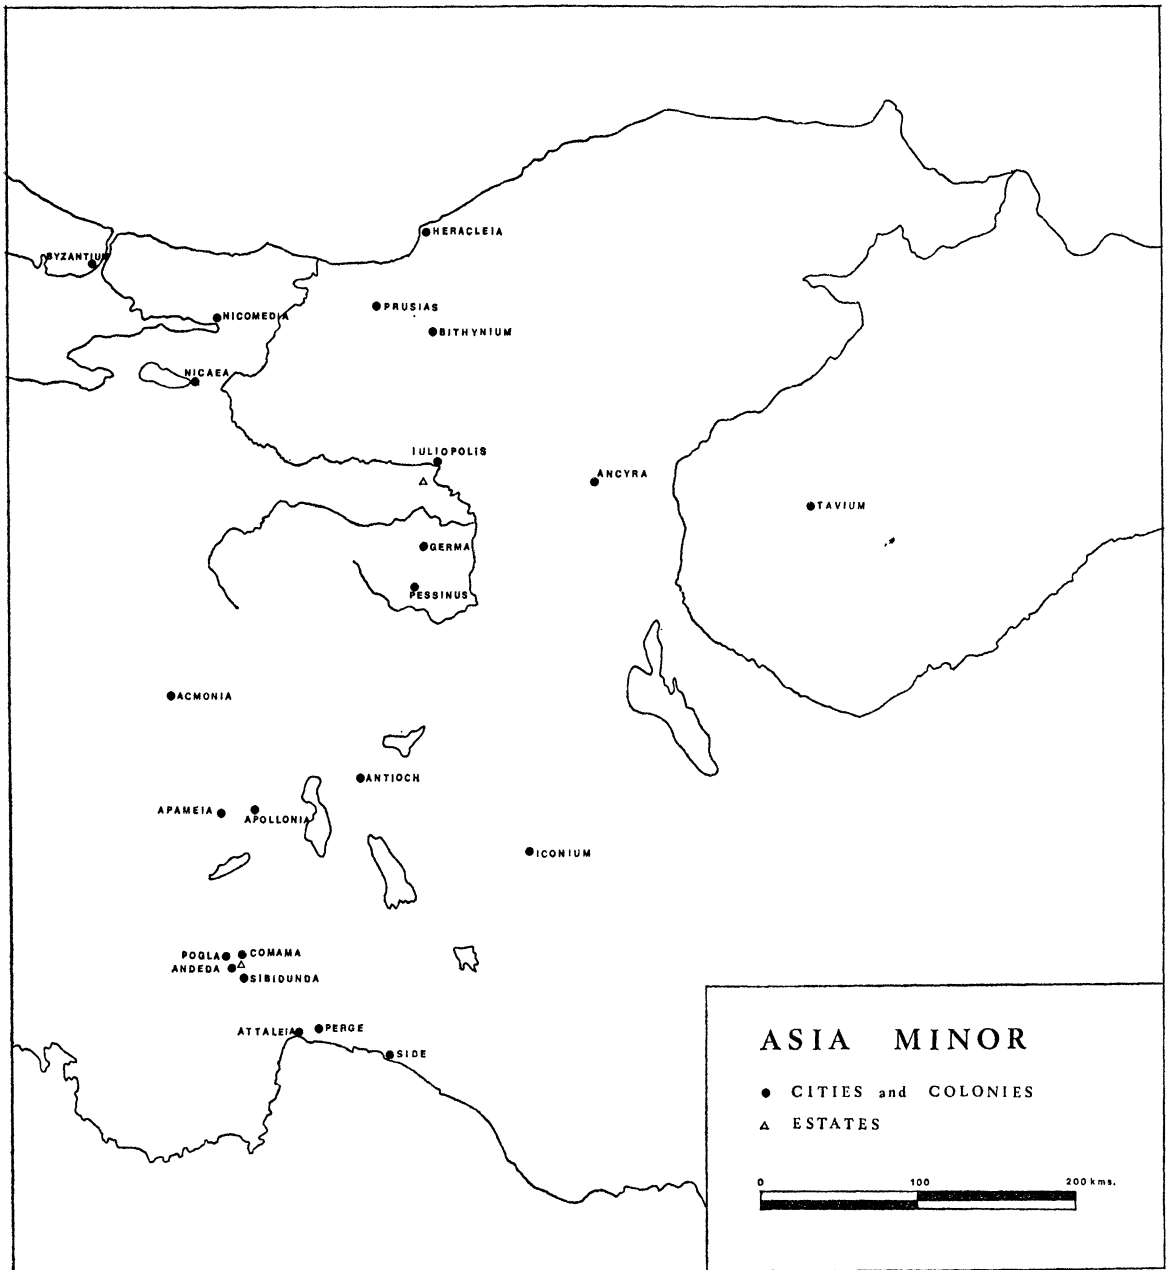 HERACLEIA
BYZANTIUM
PRUSIAS
NICOMEDIA
BITHYNIUM
NICAEA
IULIOPOLIS
ANCYRA
TAVIUM
GERMA
PESSINUS
ACMONIA
ANTIOCH
APAMEIA
APOLLONIA
ICONIUM
POGLA
COMAMA
ANDEDA
SIBIDUNDA
ATTALEIA
PERGE
SIDE
ASIA MINOR
CITIES and COLONIES
ESTATES
0 100 200 kms.